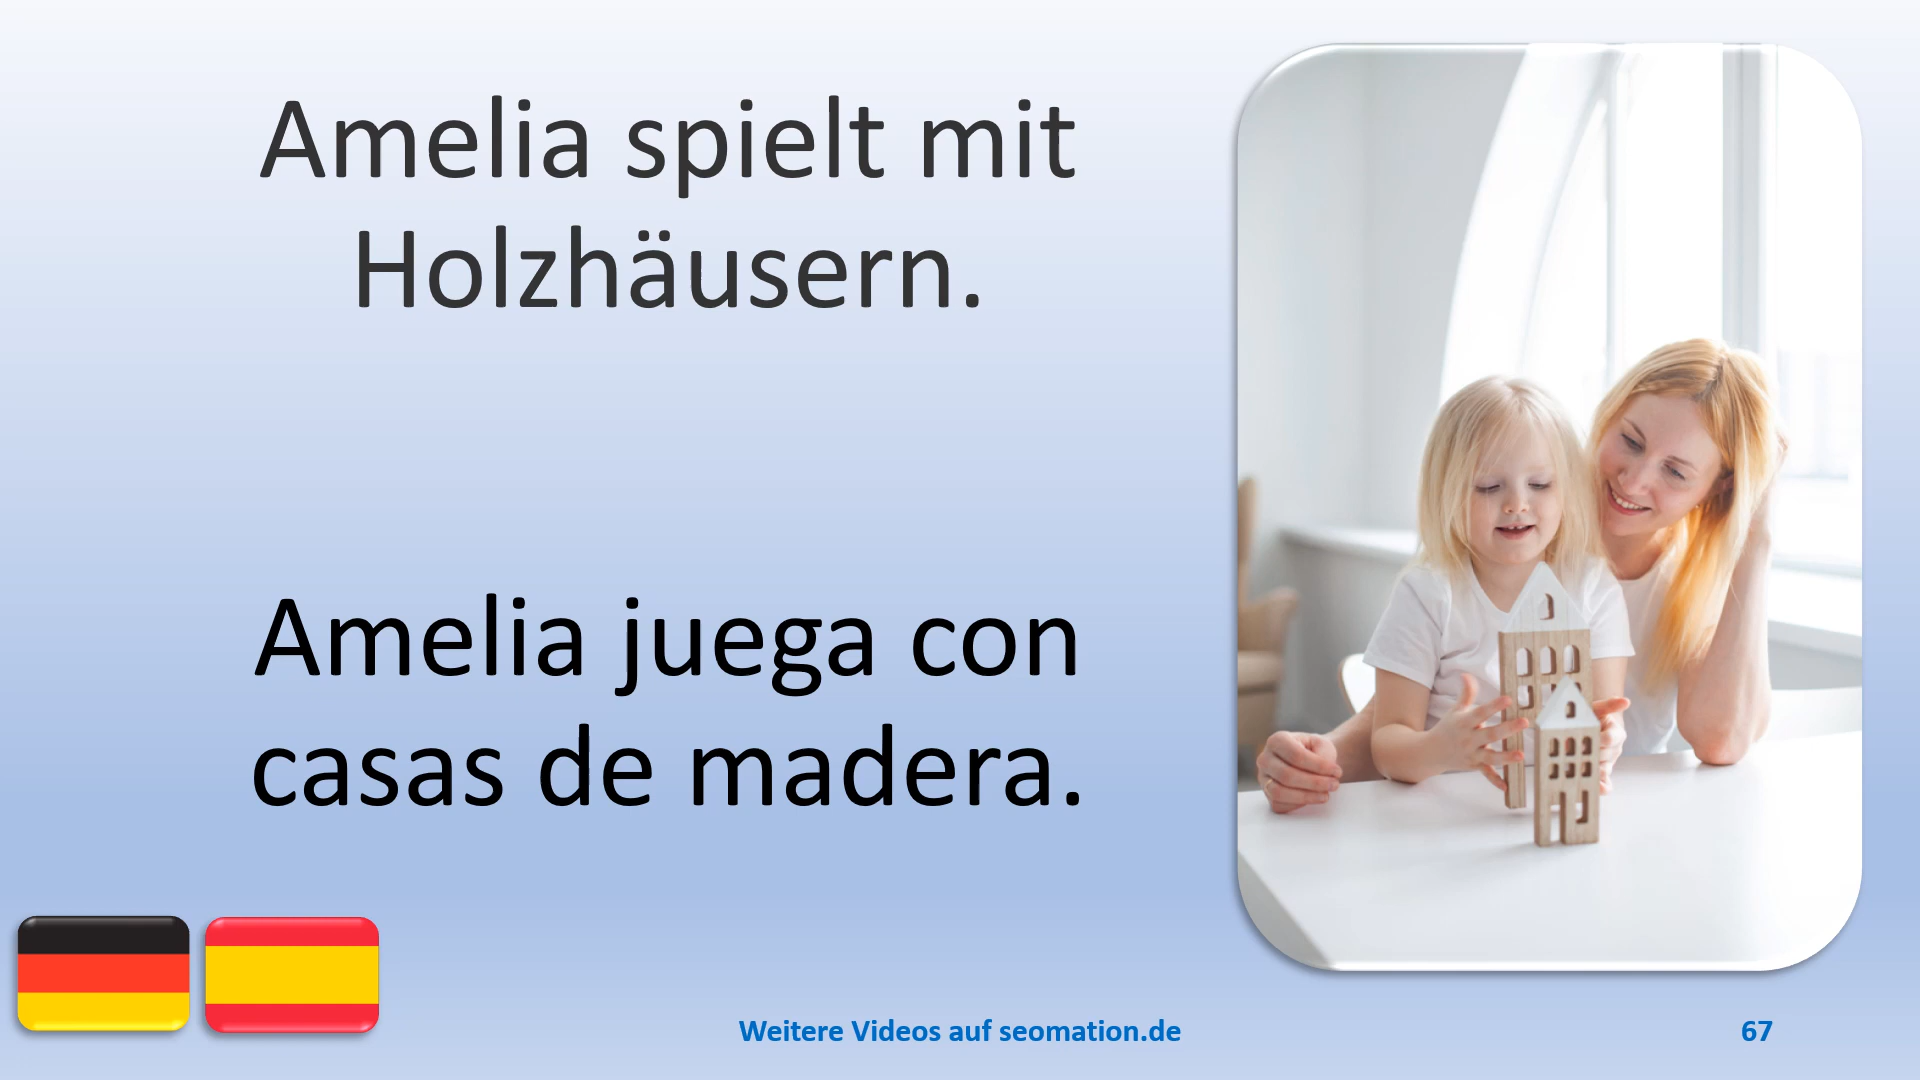 Amelia spielt mit
Holzhäusern.
Amelia juega con
casas de madera.
Weitere Videos auf seomation.de
67